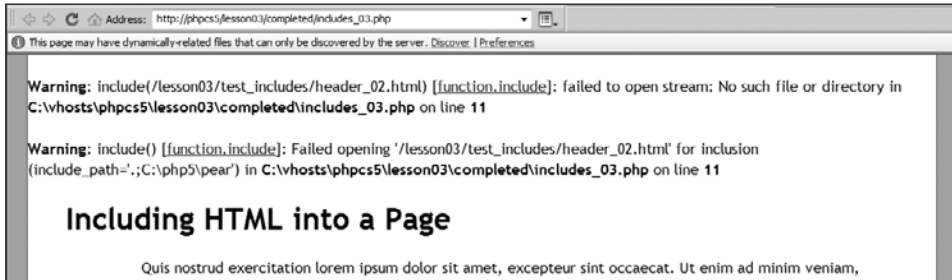 Address: http://phpcs5/lesson03/completed/includes_03.php
This page may have dynamically-related files that can only be discovered by the server. Discover | Preferences
Warning: include(/lesson03/test_includes/header_02.html) [function.include]: failed to open stream: No such file or directory in
C:\vhosts\phpcs5\lesson03\completed\includes_03.php on line 11
Warning: include() [function.include]: Failed opening '/lesson03/test_includes/header_02.html' for inclusion
(include_path='.;C:\php5\pear') in C:\vhosts\phpcs5\lesson03\completed\includes_03.php on line 11
Including HTML into a Page
Quis nostrud exercitation lorem ipsum dolor sit amet, excepteur sint occaecat. Ut enim ad minim veniam,